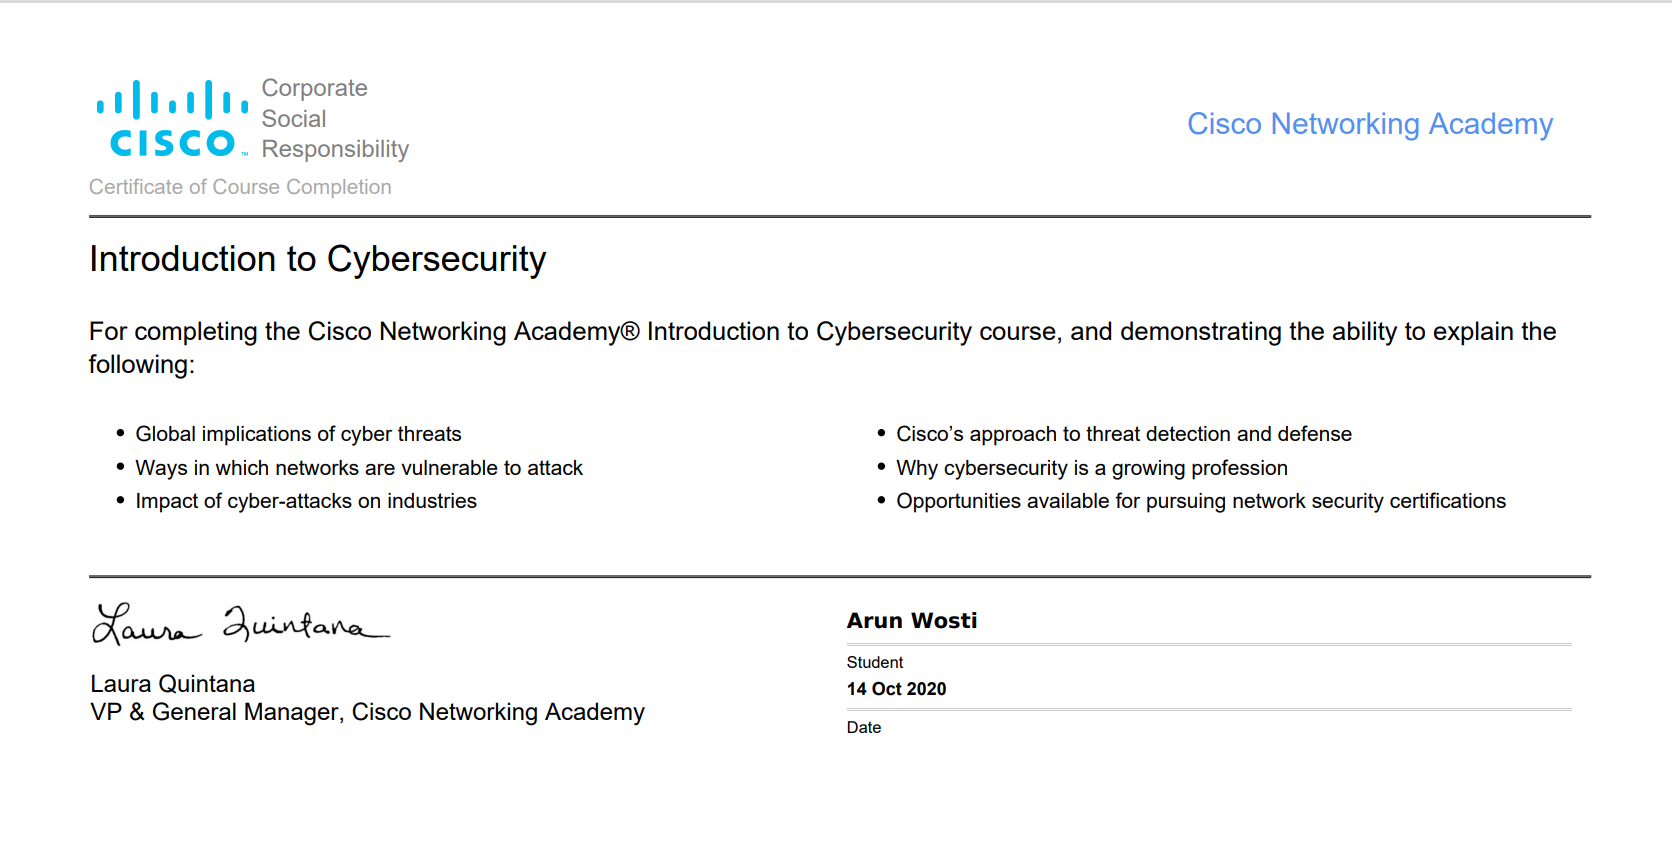 CISCO™
Corporate
Social
Responsibility
Cisco Networking Academy
Certificate of Course Completion
Introduction to Cybersecurity
For completing the Cisco Networking Academy® Introduction to Cybersecurity course, and demonstrating the ability to explain the
following:
• Global implications of cyber threats
• Ways in which networks are vulnerable to attack
• Impact of cyber-attacks on industries
• Cisco’s approach to threat detection and defense
• Why cybersecurity is a growing profession
• Opportunities available for pursuing network security certifications
Laura Quintana
Laura Quintana
VP & General Manager, Cisco Networking Academy
Arun Wosti
Student
14 Oct 2020
Date